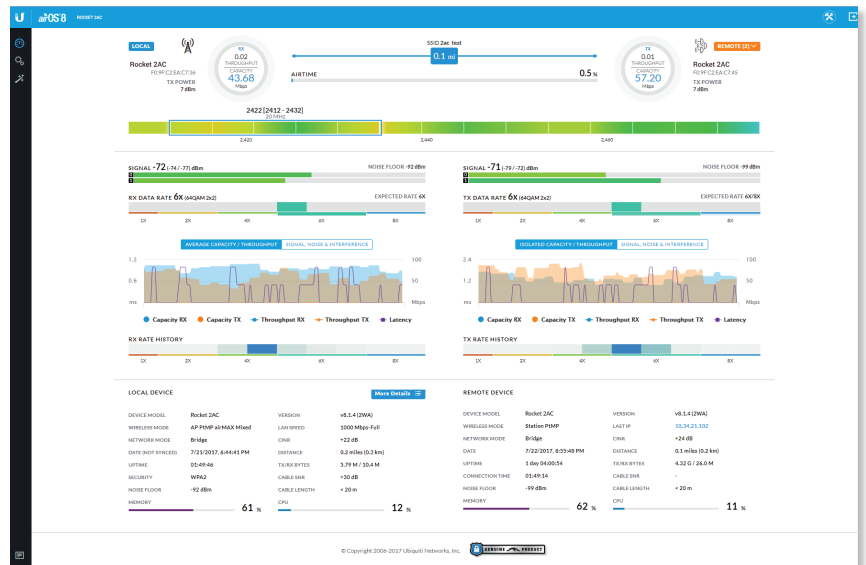 U airOS®8 ROCKET 2AC
LOCAL
RX
0.02
THROUGHPUT
CAPACITY
43.68
Mbps
SSID 2ac test
0.1 mi
TX
0.01
THROUGHPUT
CAPACITY
57.20
Mbps
REMOTE (2)
Rocket 2AC
F0:9F:C2:EA:C7:36
TX POWER
7 dBm
AIRTIME 0.5 %
Rocket 2AC
F0:9F:C2:EA:C7:45
TX POWER
7 dBm
2422 [2412 - 2432]
20 MHz
2,420 2,440 2,460
SIGNAL -72 (-74 / -77) dBm NOISE FLOOR -92 dBm
0
1
RX DATA RATE 6X (64QAM 2x2) EXPECTED RATE 6X
1X 2X 4X 6X 8X
SIGNAL -71 (-79 / -72) dBm NOISE FLOOR -99 dBm
0
1
TX DATA RATE 6X (64QAM 2x2) EXPECTED RATE 6X/8X
1X 2X 4X 6X 8X
AVERAGE CAPACITY / THROUGHPUT SIGNAL, NOISE & INTERFERENCE
1.2 100
0.6 50
ms Mbps
Capacity RX Capacity TX Throughput RX Throughput TX Latency
ISOLATED CAPACITY / THROUGHPUT SIGNAL, NOISE & INTERFERENCE
2.4 100
1.2 50
ms Mbps
Capacity RX Capacity TX Throughput RX Throughput TX Latency
RX RATE HISTORY
1X 2X 4X 6X 8X
TX RATE HISTORY
1X 2X 4X 6X 8X
LOCAL DEVICE More Details
DEVICE MODEL Rocket 2AC VERSION v8.1.4 (2WA)
WIRELESS MODE AP PtMP airMAX Mixed LAN SPEED 1000 Mbps-Full
NETWORK MODE Bridge CINR +22 dB
DATE (NOT SYNCED) 7/21/2017, 6:44:41 PM DISTANCE 0.2 miles (0.3 km)
UPTIME 01:49:46 TX/RX BYTES 5.79 M / 10.4 M
SECURITY WPA2 CABLE SNR +30 dB
NOISE FLOOR -92 dBm CABLE LENGTH < 20 m
MEMORY 61 % CPU 12 %
REMOTE DEVICE
DEVICE MODEL Rocket 2AC VERSION v8.1.4 (2WA)
WIRELESS MODE Station PtMP LAST IP 10.34.21.102
NETWORK MODE Bridge CINR +24 dB
DATE 7/22/2017, 8:53:48 PM DISTANCE 0.1 miles (0.2 km)
UPTIME 1 day 04:00:54 TX/RX BYTES 4.32 G / 26.0 M
CONNECTION TIME 01:49:14 CABLE SNR -
NOISE FLOOR -99 dBm CABLE LENGTH < 20 m
MEMORY 62 % CPU 11 %
© Copyright 2006-2017 Ubiquiti Networks, Inc. GENUINE PRODUCT